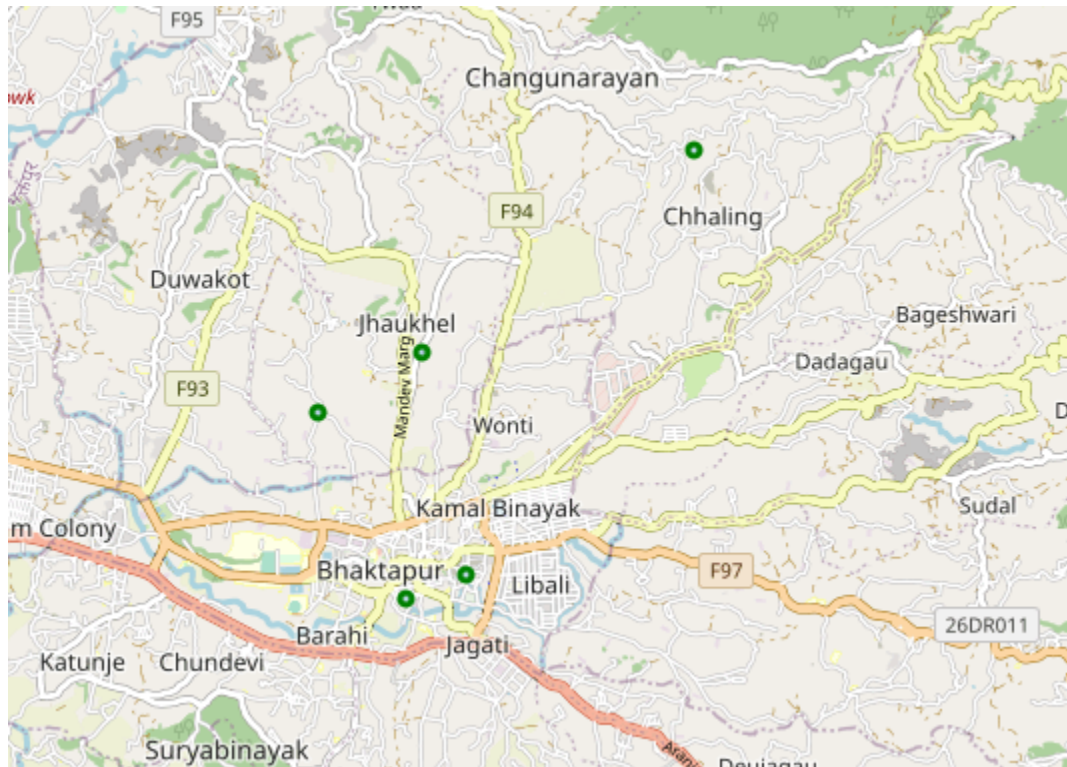 F95
Changunarayan
F94
Chhaling
Duwakot
Bageshwari
Jhaukhel
Dadagau
F93
Mandev Marg
Wonti
Kamal Binayak
Sudal
m Colony
Bhaktapur
F97
Libali
26DR011
Barahi
Jagati
Katunje
Chundevi
Suryabinayak